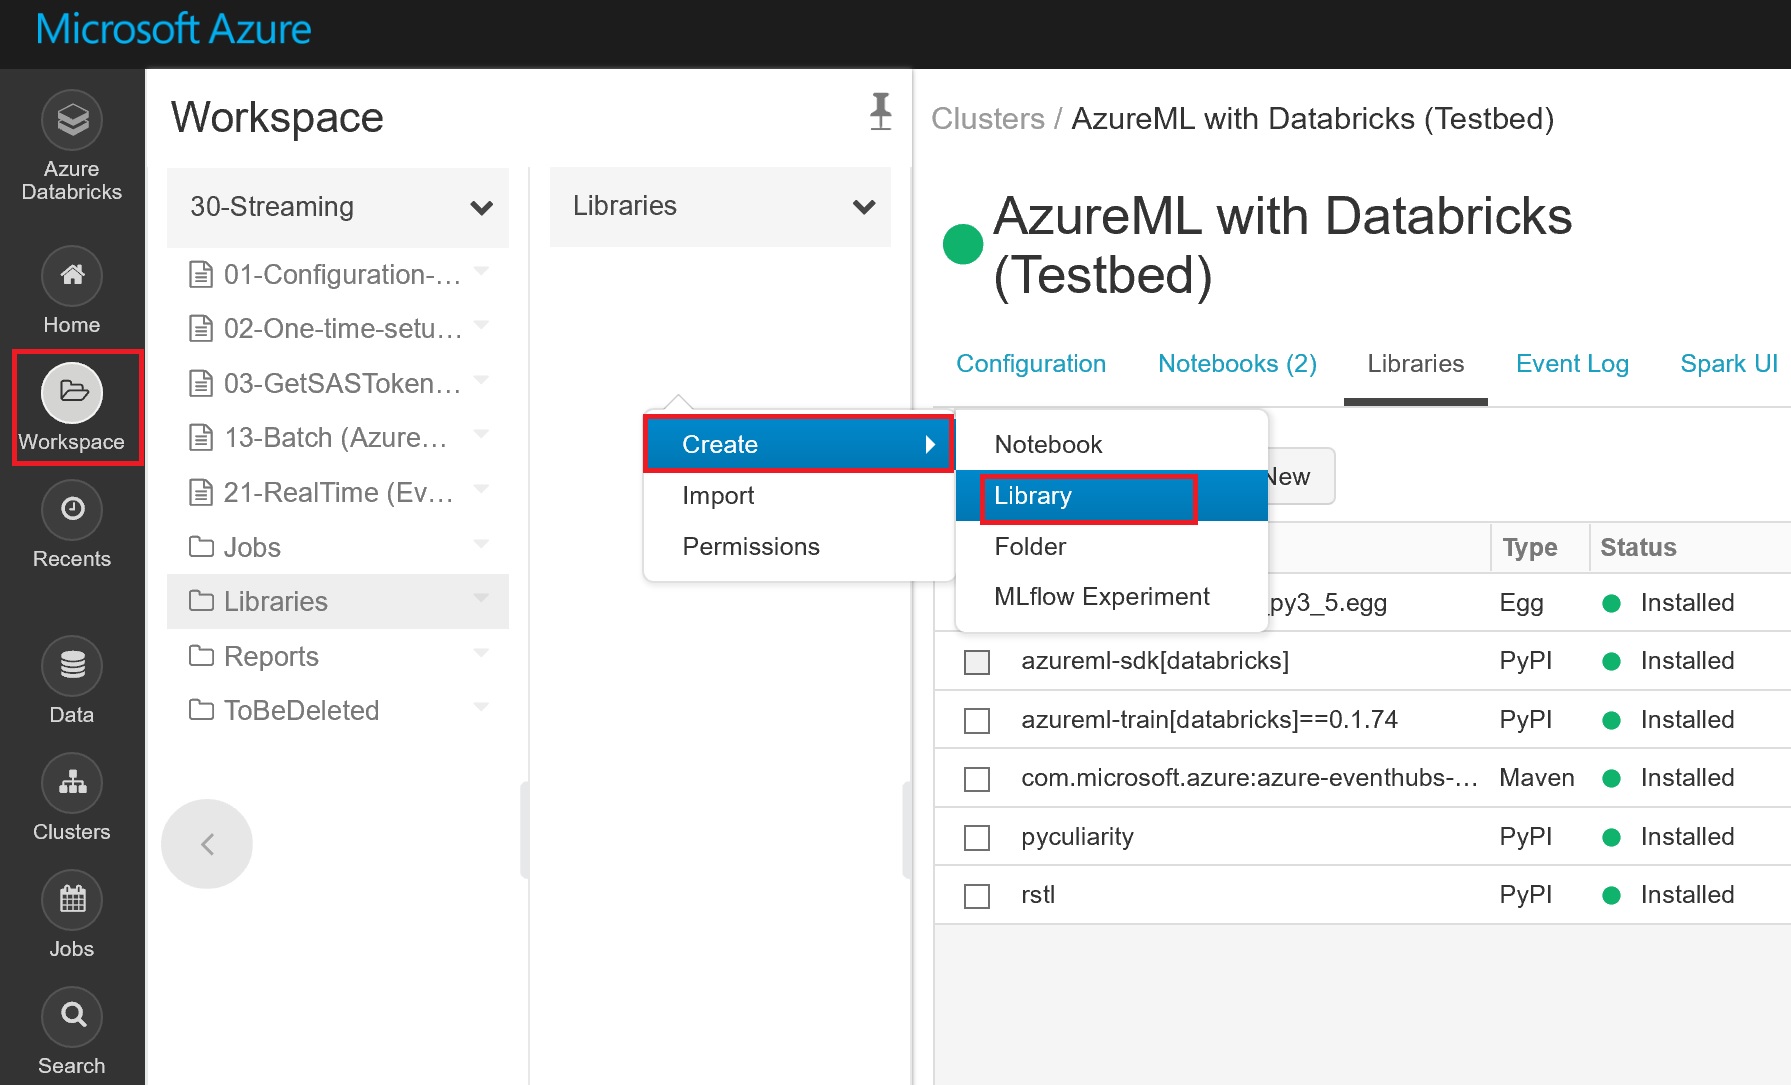 Microsoft Azure
Azure
Databricks
Home
Workspace
Recents
Data
Clusters
Jobs
Search
Workspace
30-Streaming
01-Configuration-...
02-One-time-setu...
03-GetSASToken...
13-Batch (Azure...
21-RealTime (Ev...
Jobs
Libraries
Reports
ToBeDeleted
Libraries
Create
Import
Permissions
Notebook
Library
Folder
MLflow Experiment
Clusters / AzureML with Databricks (Testbed)
AzureML with Databricks
(Testbed)
Configuration Notebooks (2) Libraries Event Log Spark UI
New
Type Status
py3_5.egg Egg Installed
azureml-sdk[databricks] PyPI Installed
azureml-train[databricks]==0.1.74 PyPI Installed
com.microsoft.azure:azure-eventhubs-... Maven Installed
pyculiarity PyPI Installed
rstl PyPI Installed